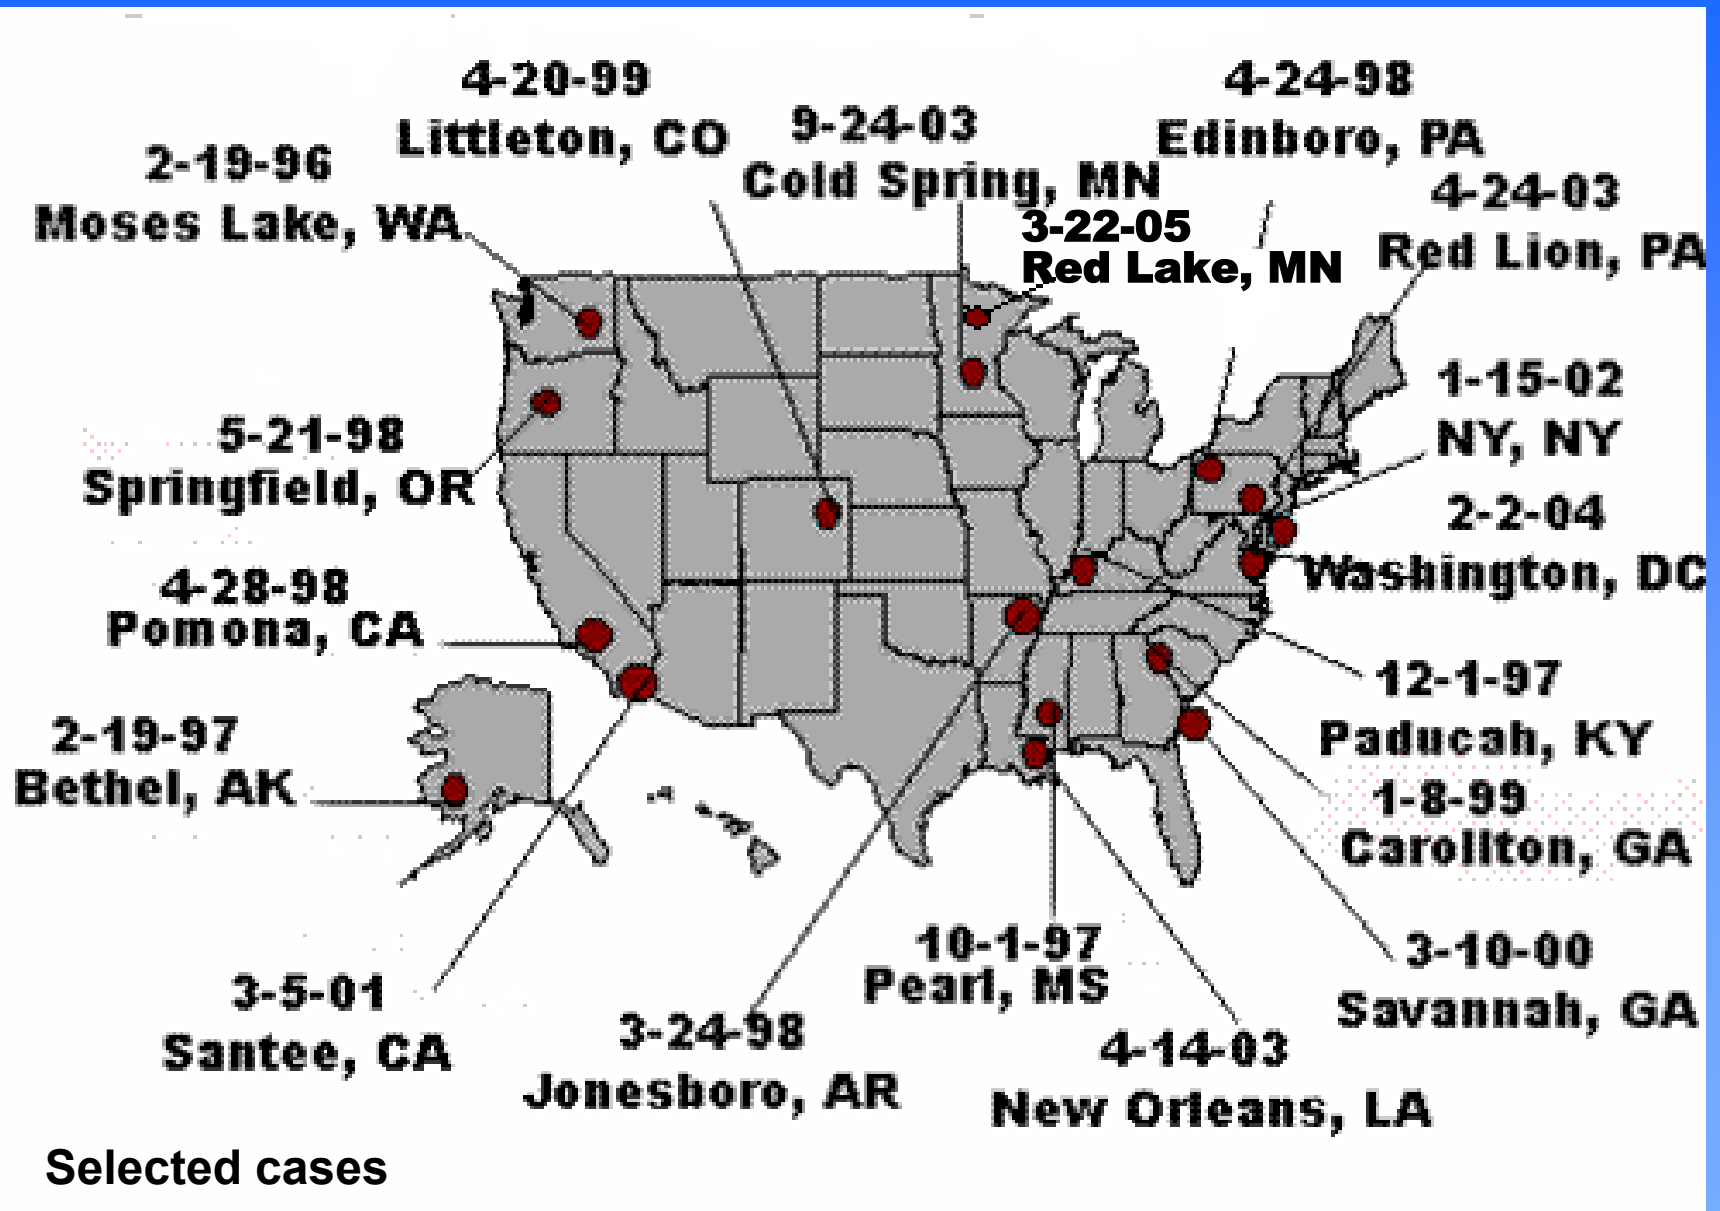 4-20-99
Littleton, CO
4-24-98
Edinboro, PA
9-24-03
Cold Spring, MN
2-19-96
Moses Lake, WA
3-22-05
Red Lake, MN
4-24-03
Red Lion, PA
1-15-02
NY, NY
5-21-98
Springfield, OR
2-2-04
Washington, DC
4-28-98
Pomona, CA
12-1-97
Paducah, KY
2-19-97
Bethel, AK
1-8-99
Carollton, GA
10-1-97
Pearl, MS
3-10-00
Savannah, GA
3-5-01
Santee, CA
3-24-98
Jonesboro, AR
4-14-03
New Orleans, LA
Selected cases